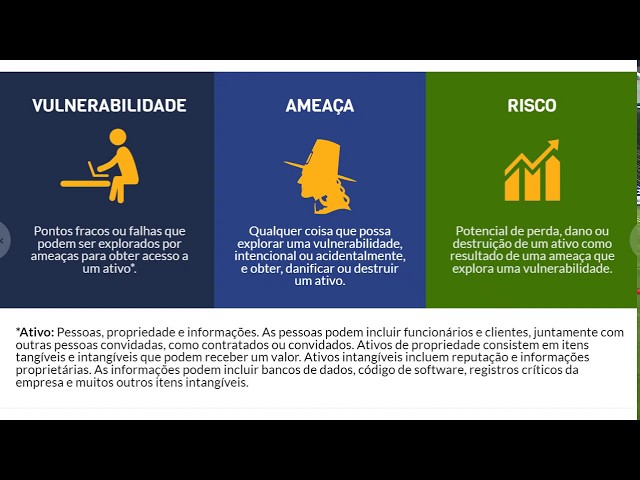 VULNERABILIDADE
Pontos fracos ou falhas que
podem ser explorados por
ameaças para obter acesso a
um ativo*.
AMEAÇA
Qualquer coisa que possa
explorar uma vulnerabilidade,
intencional ou acidentalmente,
e obter, danificar ou destruir
um ativo.
RISCO
Potencial de perda, dano ou
destruição de um ativo como
resultado de uma ameaça que
explora uma vulnerabilidade.
*Ativo: Pessoas, propriedade e informações. As pessoas podem incluir funcionários e clientes, juntamente com
outras pessoas convidadas, como contratados ou convidados. Ativos de propriedade consistem em itens
tangíveis e intangíveis que podem receber um valor. Ativos intangíveis incluem reputação e informações
proprietárias. As informações podem incluir bancos de dados, código de software, registros críticos da
empresa e muitos outros itens intangíveis.